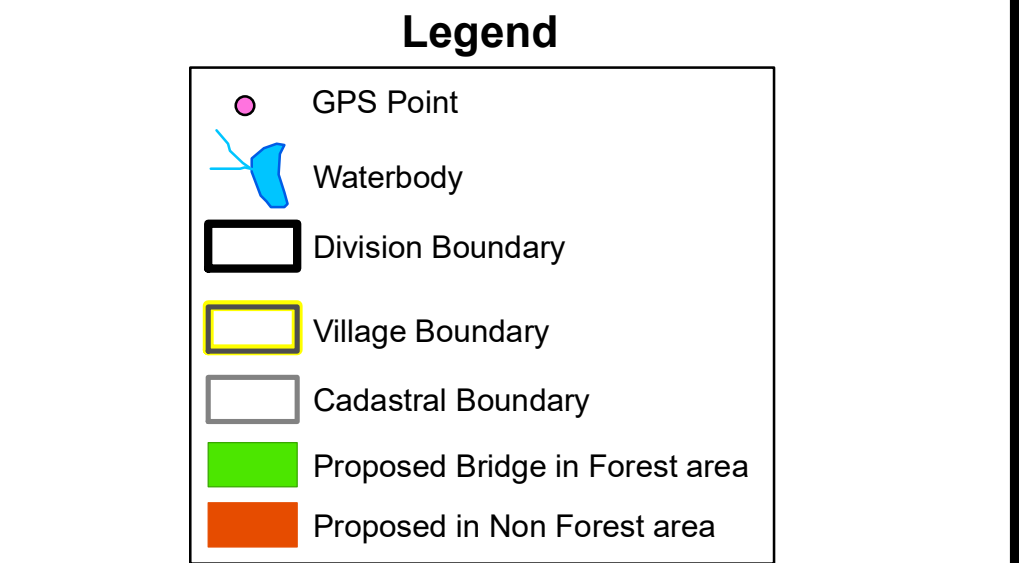 Legend
GPS Point
Waterbody
Division Boundary
Village Boundary
Cadastral Boundary
Proposed Bridge in Forest area
Proposed in Non Forest area